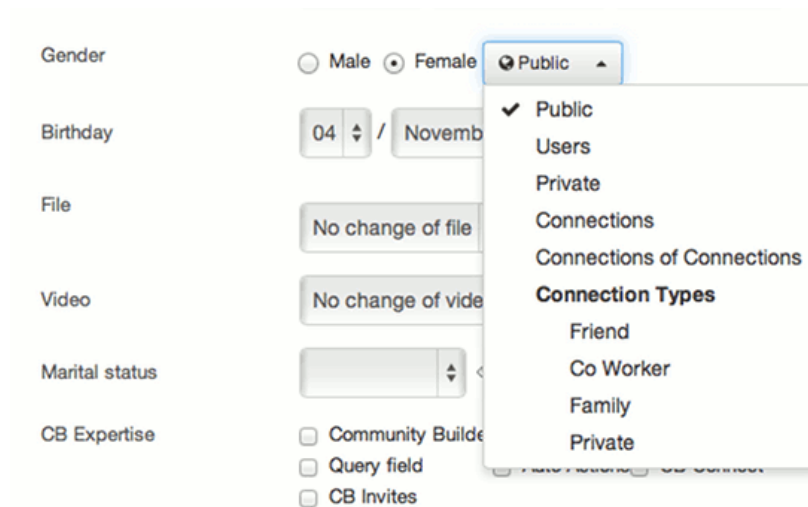 Gender
Male
Female
Public
Public
Users
Private
Connections
Connections of Connections
Connection Types
Friend
Co Worker
Family
Private
Birthday
04 / Novemb
File
No change of file
Video
No change of vide
Marital status
CB Expertise
Community Builde
Query field
CB Invites